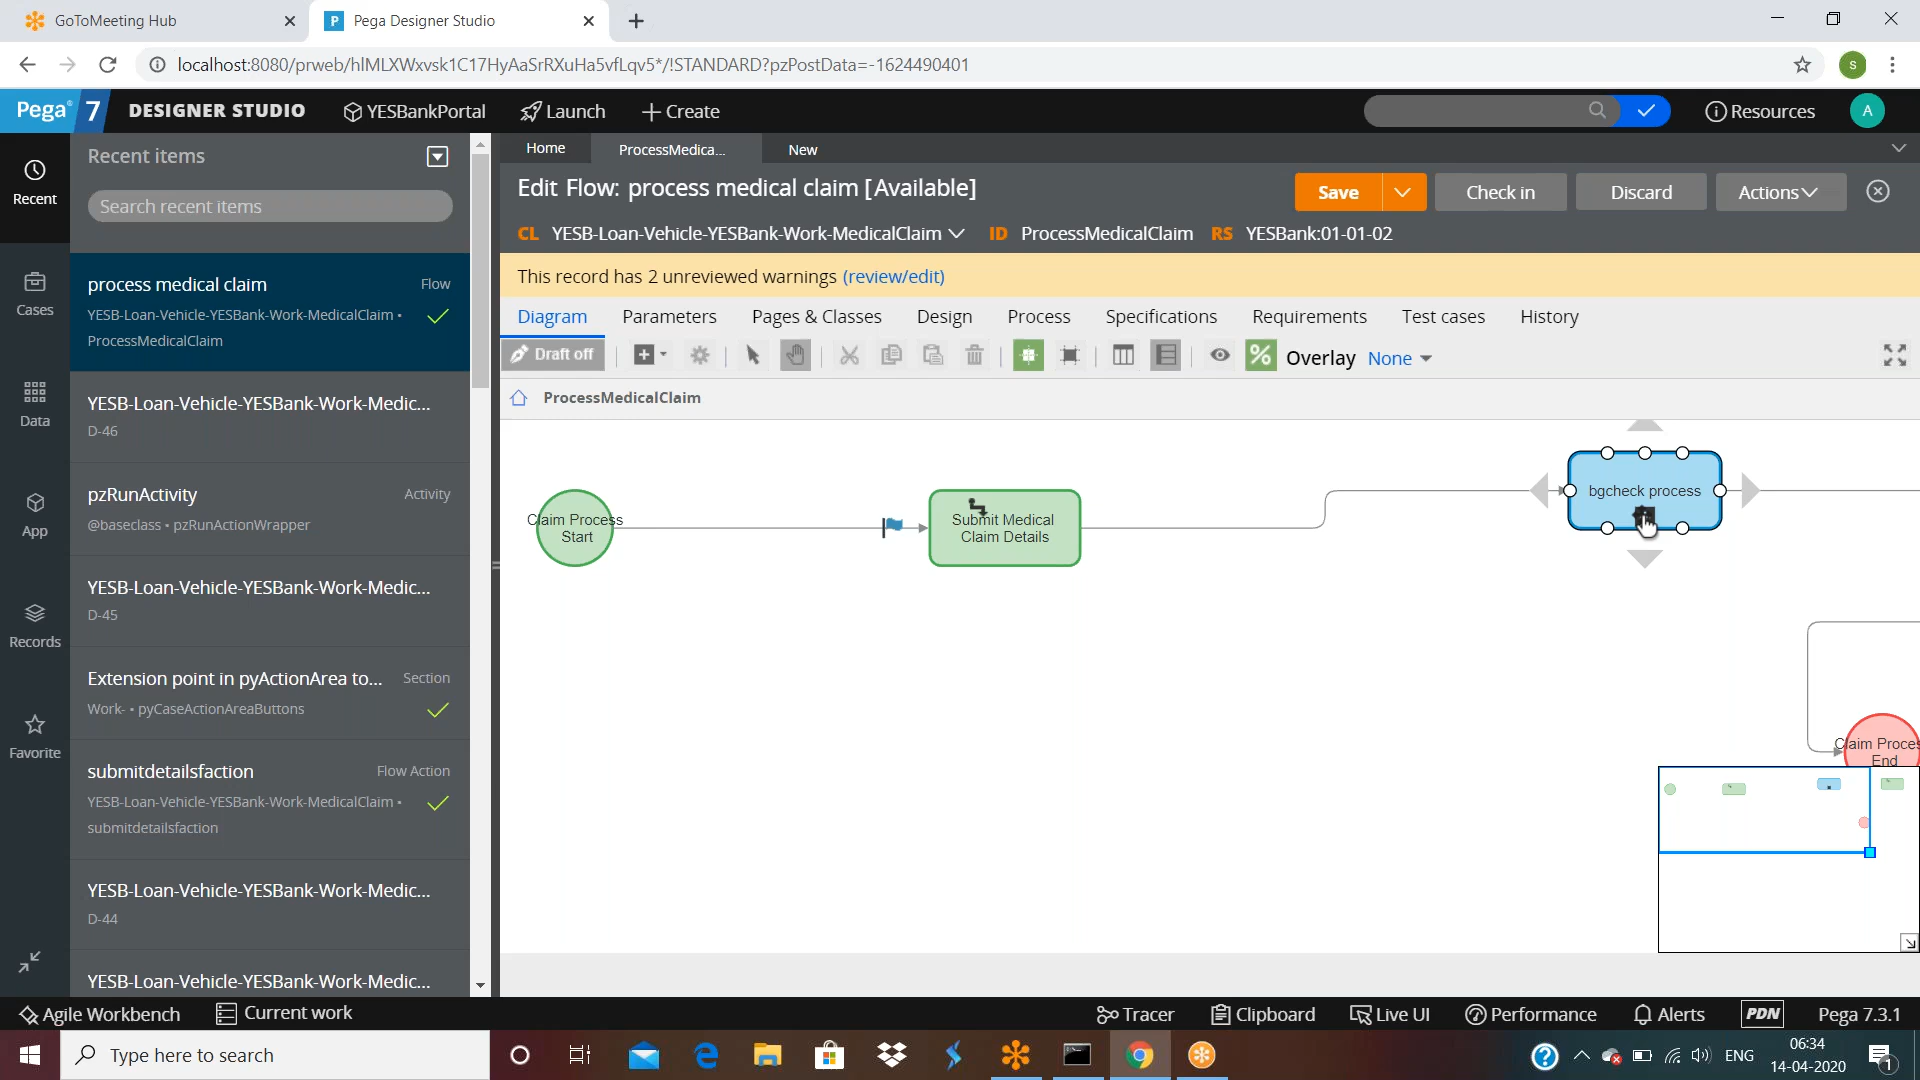 GoToMeeting Hub
Pega Designer Studio
localhost:8080/prweb/hIMLXWxvsk1C17HyAaSrRXuHa5vfLqv5*/!STANDARD?pzPostData=-1624490401
S
Pega 7 DESIGNER STUDIO YESBankPortal Launch Create Resources A
Recent
Cases
Data
App
Records
Favorite
Recent items
Search recent items
process medical claim Flow
YESB-Loan-Vehicle-YESBank-Work-MedicalClaim •
ProcessMedicalClaim
YESB-Loan-Vehicle-YESBank-Work-Medic...
D-46
pzRunActivity Activity
@baseclass • pzRunActionWrapper
YESB-Loan-Vehicle-YESBank-Work-Medic...
D-45
Extension point in pyActionArea to... Section
Work- • pyCaseActionAreaButtons
submitdetailsfaction Flow Action
YESB-Loan-Vehicle-YESBank-Work-MedicalClaim •
submitdetailsfaction
YESB-Loan-Vehicle-YESBank-Work-Medic...
D-44
YESB-Loan-Vehicle-YESBank-Work-Medic...
Home ProcessMedica... New
Edit Flow: process medical claim [Available]
Save Check in Discard Actions
CL YESB-Loan-Vehicle-YESBank-Work-MedicalClaim ID ProcessMedicalClaim RS YESBank:01-01-02
This record has 2 unreviewed warnings (review/edit)
Diagram Parameters Pages & Classes Design Process Specifications Requirements Test cases History
Draft off % Overlay None
ProcessMedicalClaim
Claim Process
Start
Submit Medical
Claim Details
bgcheck process
Claim Proces
End
Agile Workbench Current work Tracer Clipboard Live UI Performance Alerts PDN Pega 7.3.1
Type here to search
ENG
06:34
14-04-2020
1